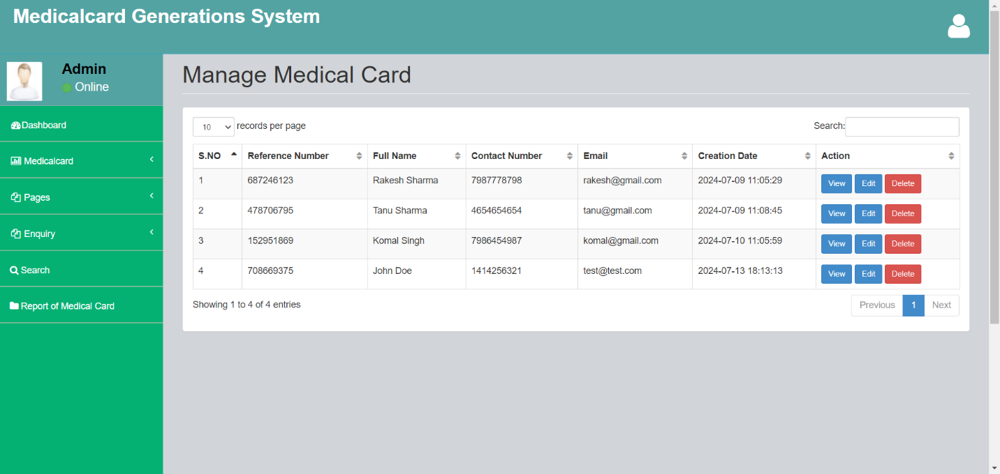 Medicalcard Generations System
Admin
Online
Dashboard
Medicalcard
Pages
Enquiry
Search
Report of Medical Card
Manage Medical Card
10 records per page Search:
S.NO Reference Number Full Name Contact Number Email Creation Date Action
1 687246123 Rakesh Sharma 7987778798 rakesh@gmail.com 2024-07-09 11:05:29 View Edit Delete
2 478706795 Tanu Sharma 4654654654 tanu@gmail.com 2024-07-09 11:08:45 View Edit Delete
3 152951869 Komal Singh 7986454987 komal@gmail.com 2024-07-10 11:05:59 View Edit Delete
4 708669375 John Doe 1414256321 test@test.com 2024-07-13 18:13:13 View Edit Delete
Showing 1 to 4 of 4 entries Previous 1 Next